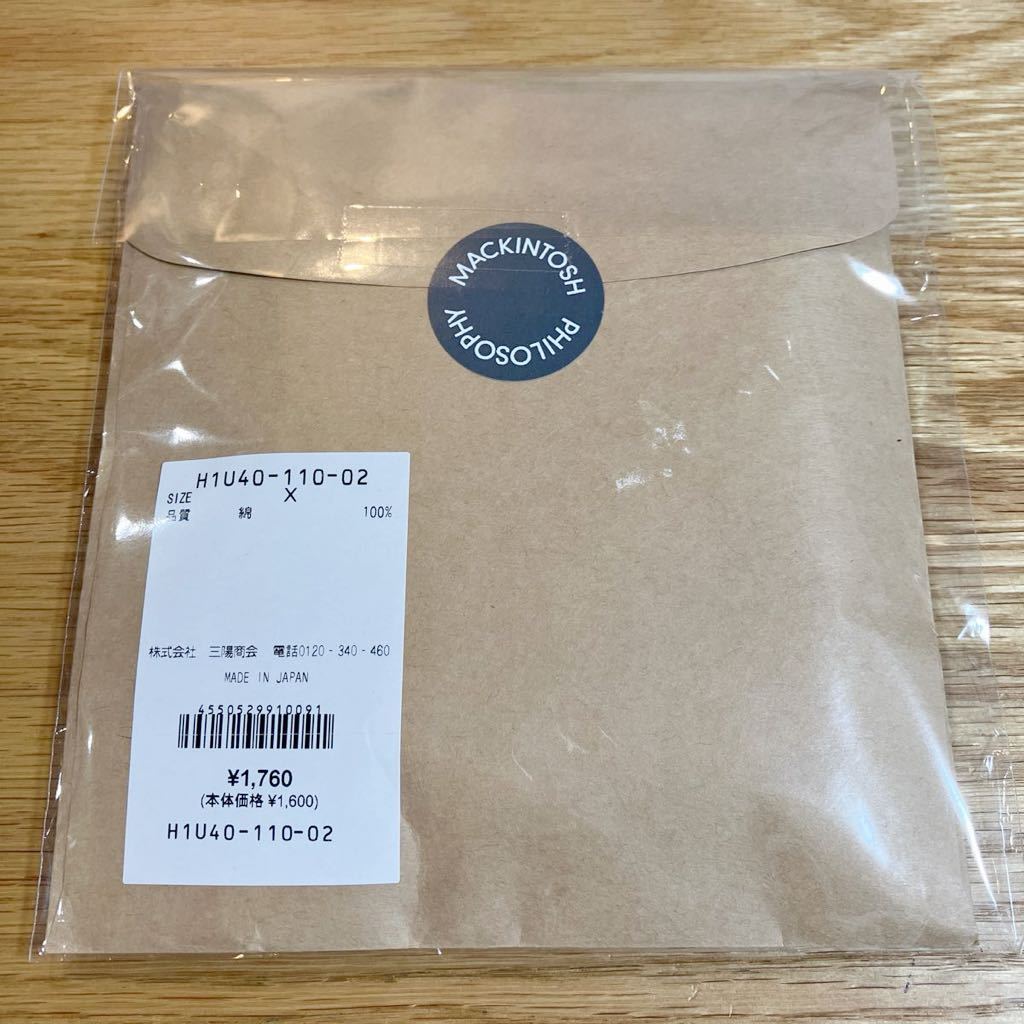 MACKINTOSH PHILOSOPHY
H1U40-110-02
SIZE X
品質 綿 100%
株式会社 三陽商会 電話0120-340-460
MADE IN JAPAN
4550529910091
¥1,760
(本体価格 ¥1,600)
H1U40-110-02